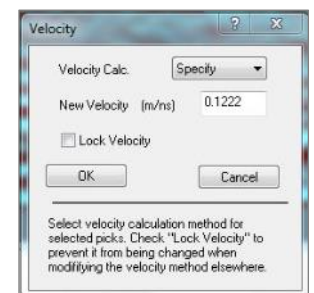 Velocity
Velocity Calc. Specify
New Velocity (m/ns) 0.1222
Lock Velocity
OK Cancel
Select velocity calculation method for
selected picks. Check "Lock Velocity" to
prevent it from being changed when
modifiifying the velocity method elsewhere.